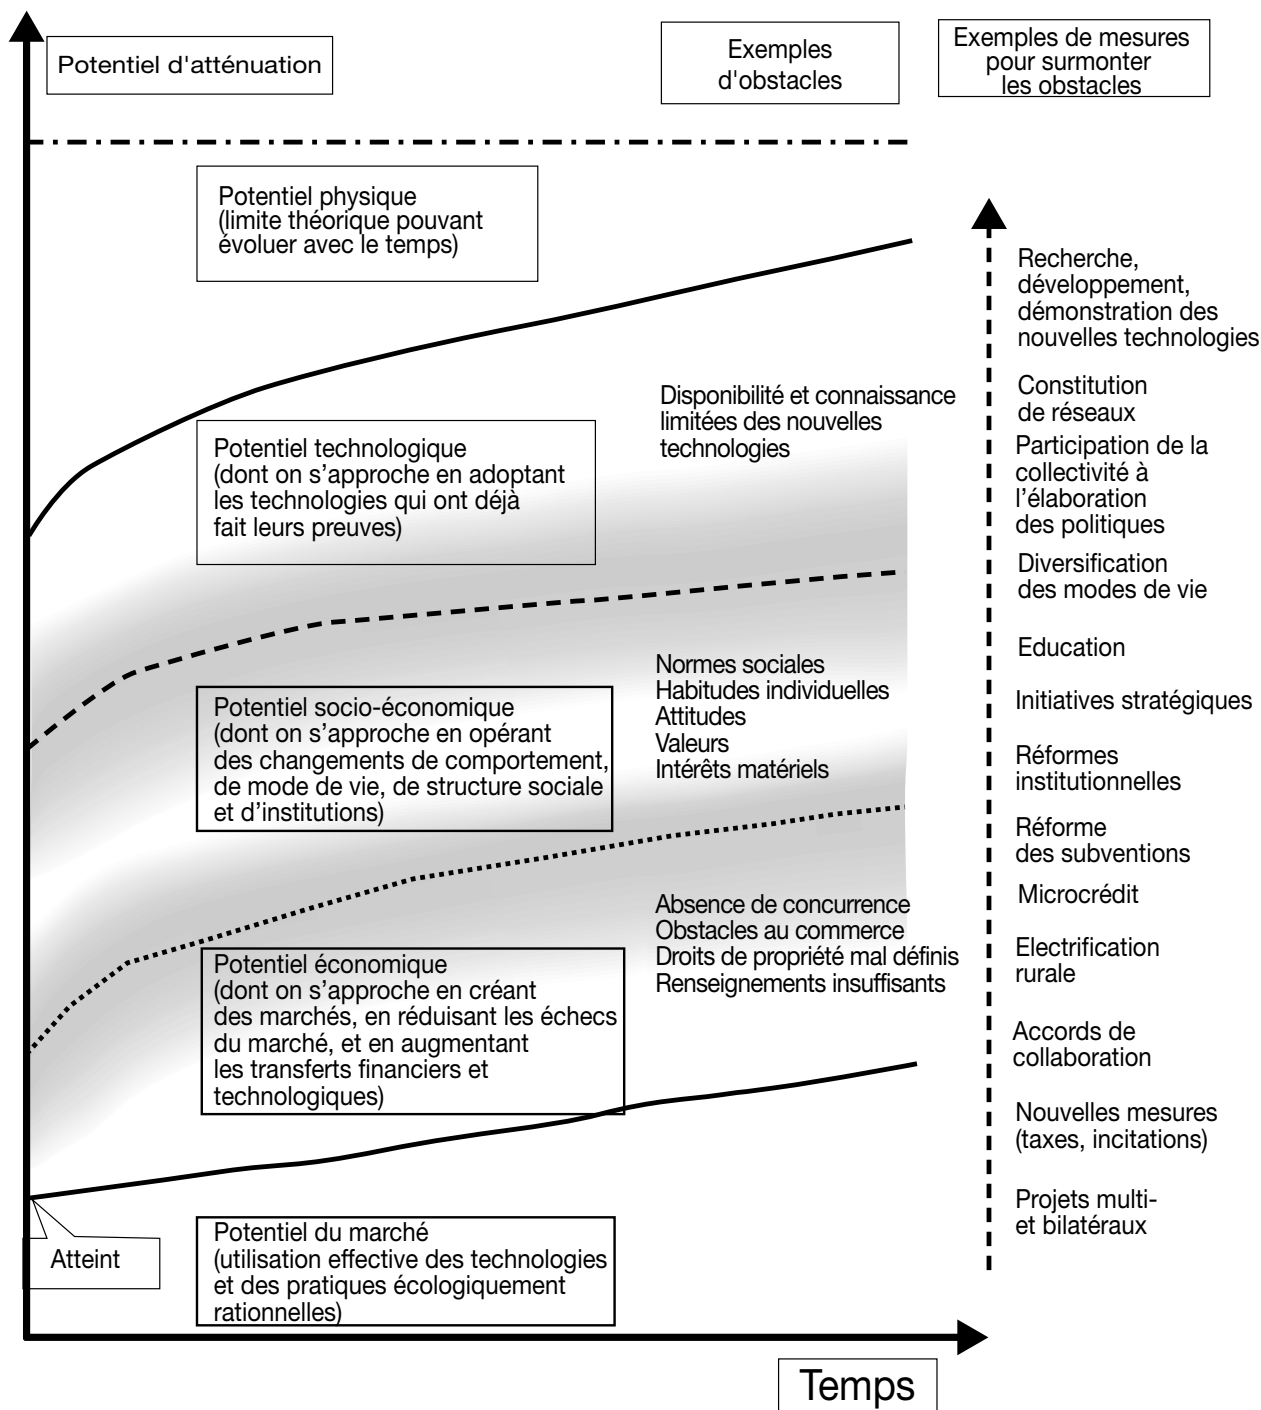 Potentiel d'atténuation
Exemples
d'obstacles
Exemples de mesures
pour surmonter
les obstacles
Potentiel physique
(limite théorique pouvant
évoluer avec le temps)
Potentiel technologique
(dont on s’approche en adoptant
les technologies qui ont déjà
fait leurs preuves)
Potentiel socio-économique
(dont on s’approche en opérant
des changements de comportement,
de mode de vie, de structure sociale
et d’institutions)
Potentiel économique
(dont on s’approche en créant
des marchés, en réduisant les échecs
du marché, et en augmentant
les transferts financiers et
technologiques)
Potentiel du marché
(utilisation effective des technologies
et des pratiques écologiquement
rationnelles)
Atteint
Disponibilité et connaissance
limitées des nouvelles
technologies
Normes sociales
Habitudes individuelles
Attitudes
Valeurs
Intérêts matériels
Absence de concurrence
Obstacles au commerce
Droits de propriété mal définis
Renseignements insuffisants
Recherche,
développement,
démonstration des
nouvelles technologies
Constitution
de réseaux
Participation de la
collectivité à
l’élaboration
des politiques
Diversification
des modes de vie
Education
Initiatives stratégiques
Réformes
institutionnelles
Réforme
des subventions
Microcrédit
Electrification
rurale
Accords de
collaboration
Nouvelles mesures
(taxes, incitations)
Projets multi-
et bilatéraux
Temps